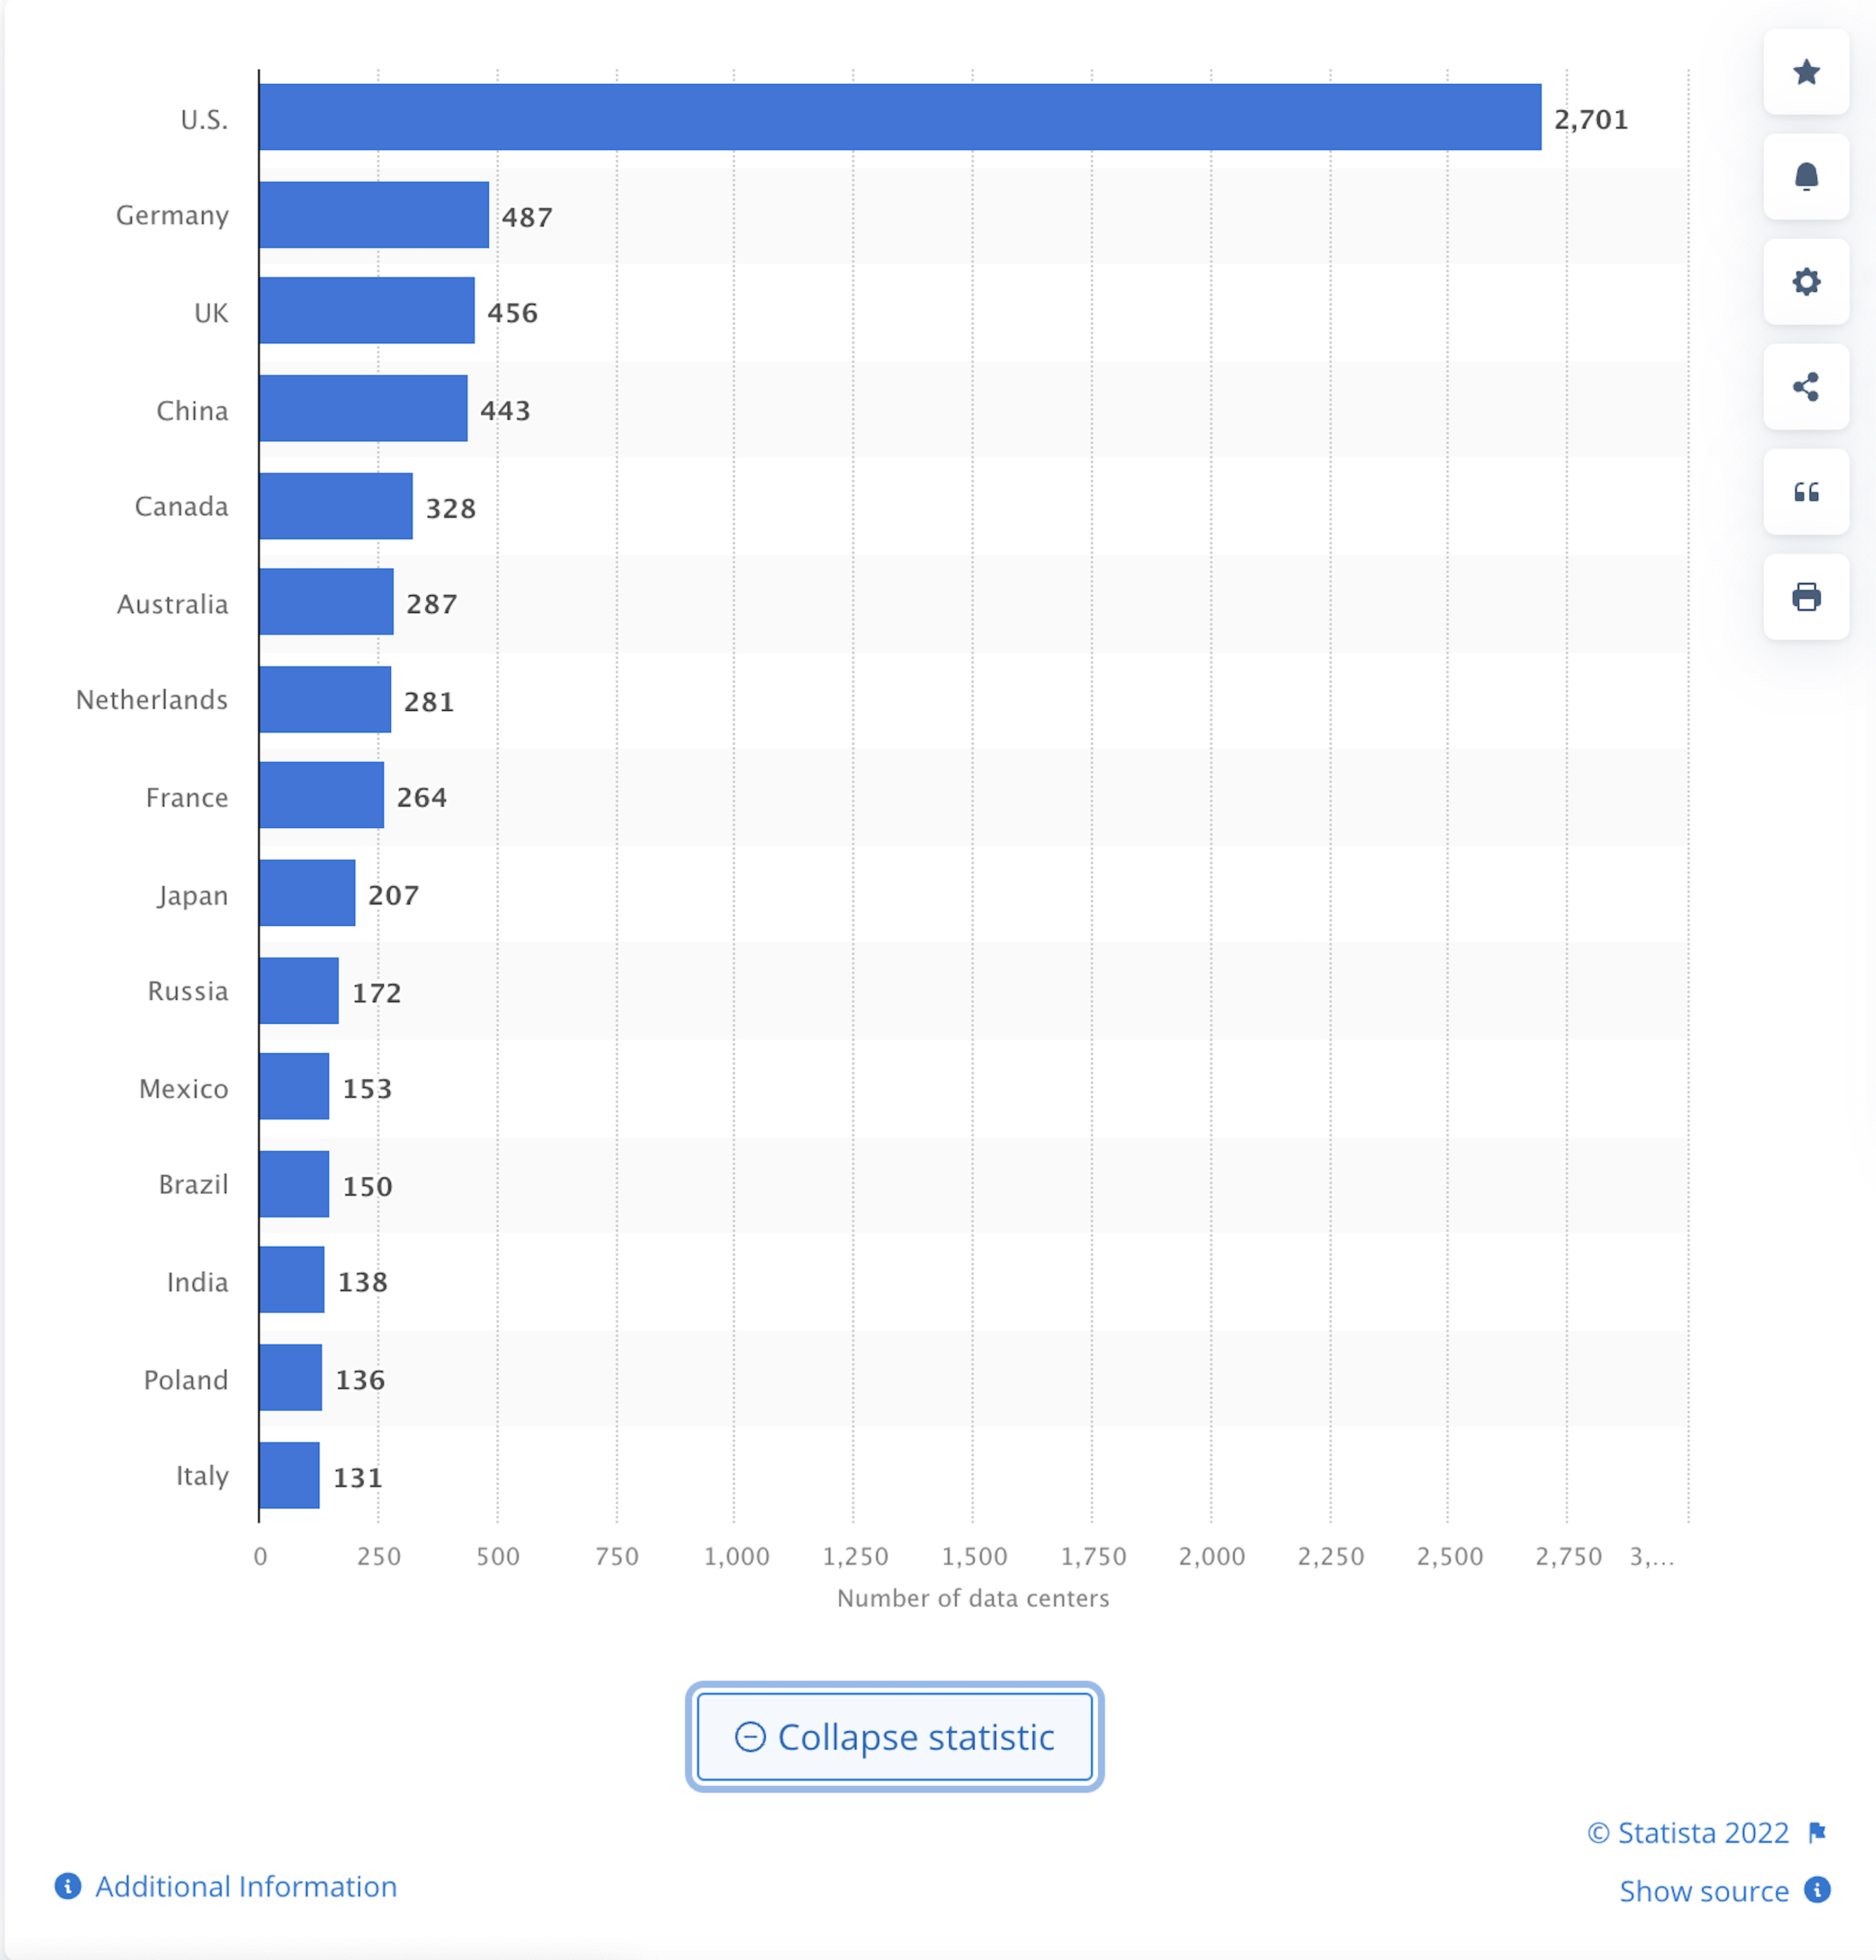 U.S. 2,701
Germany 487
UK 456
China 443
Canada 328
Australia 287
Netherlands 281
France 264
Japan 207
Russia 172
Mexico 153
Brazil 150
India 138
Poland 136
Italy 131
0 250 500 750 1,000 1,250 1,500 1,750 2,000 2,250 2,500 2,750 3,...
Number of data centers
Collapse statistic
© Statista 2022
Additional Information
Show source